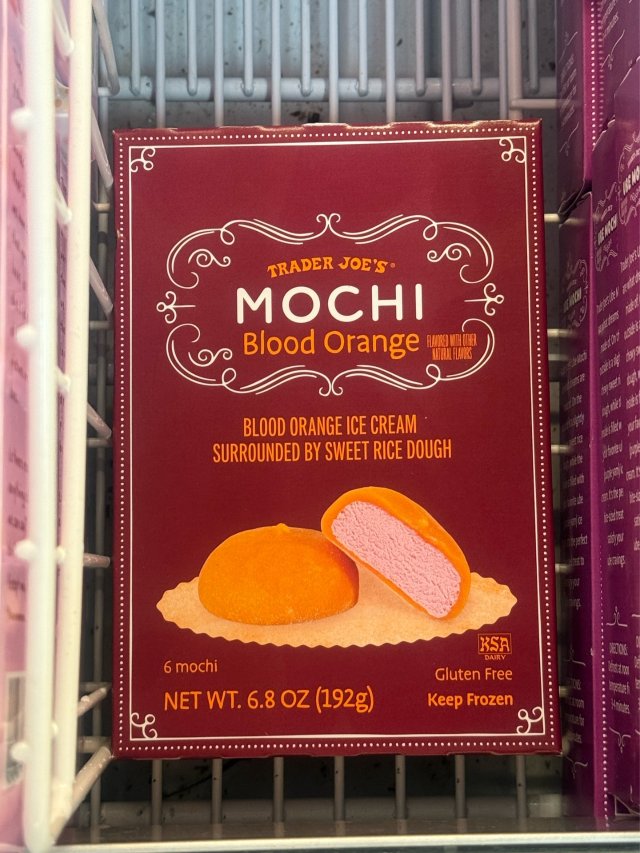 TRADER JOE'S
MOCHI
Blood Orange
FLAVORED WITH OTHER
NATURAL FLAVORS
BLOOD ORANGE ICE CREAM
SURROUNDED BY SWEET RICE DOUGH
KSA
DAIRY
6 mochi
Gluten Free
NET WT. 6.8 OZ (192g)
Keep Frozen